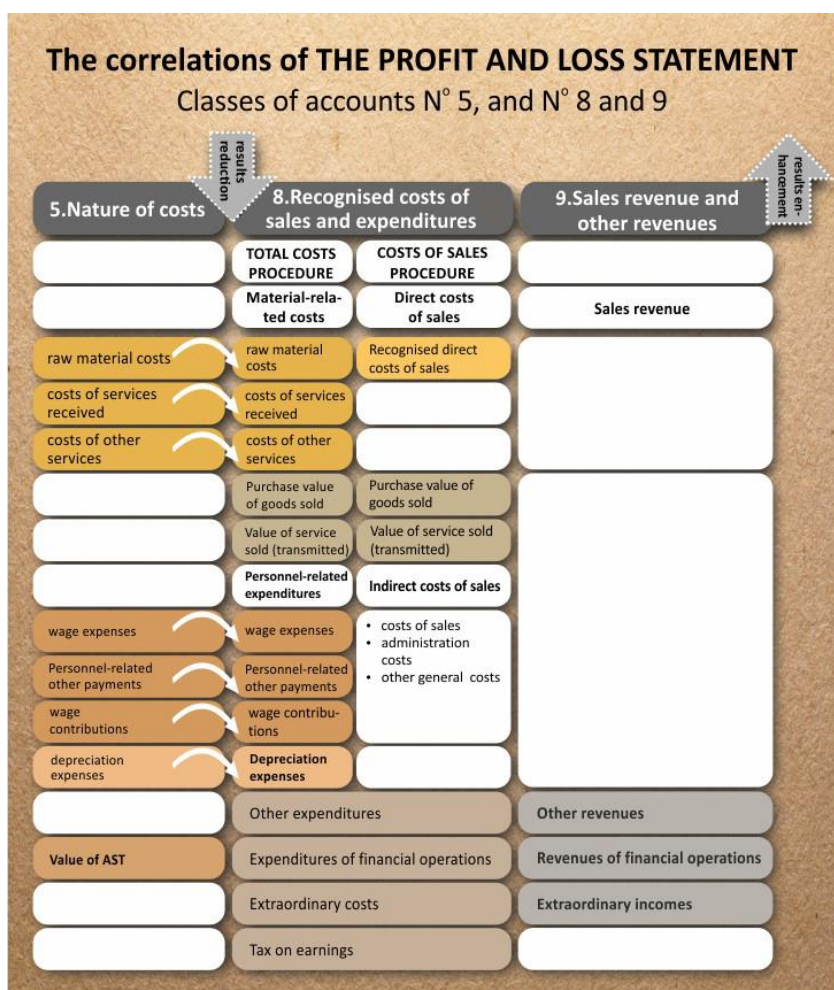 The correlations of THE PROFIT AND LOSS STATEMENT
Classes of accounts N° 5, and N° 8 and 9
results
reduction
results en-
hancement
5.Nature of costs
8.Recognised costs of
sales and expenditures
9.Sales revenue and
other revenues
TOTAL COSTS
PROCEDURE
COSTS OF SALES
PROCEDURE
Material-rela-
ted costs
Direct costs
of sales
Sales revenue
raw material costs
raw material
costs
Recognised direct
costs of sales
costs of services
received
costs of services
received
costs of other
services
costs of other
services
Purchase value
of goods sold
Purchase value of
goods sold
Value of service
sold (transmitted)
Value of service sold
(transmitted)
Personnel-related
expenditures
Indirect costs of sales
wage expenses
wage expenses
• costs of sales
• administration
costs
• other general costs
Personnel-related
other payments
Personnel-related
other payments
wage
contributions
wage contribu-
tions
depreciation
expenses
Depreciation
expenses
Other expenditures
Other revenues
Value of AST
Expenditures of financial operations
Revenues of financial operations
Extraordinary costs
Extraordinary incomes
Tax on earnings